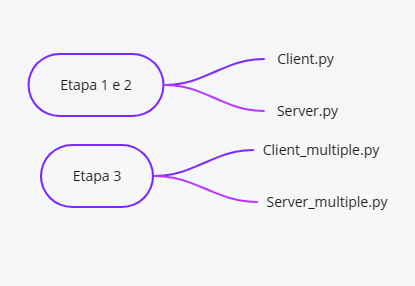 Etapa 1 e 2
Client.py
Server.py
Etapa 3
Client_multiple.py
Server_multiple.py